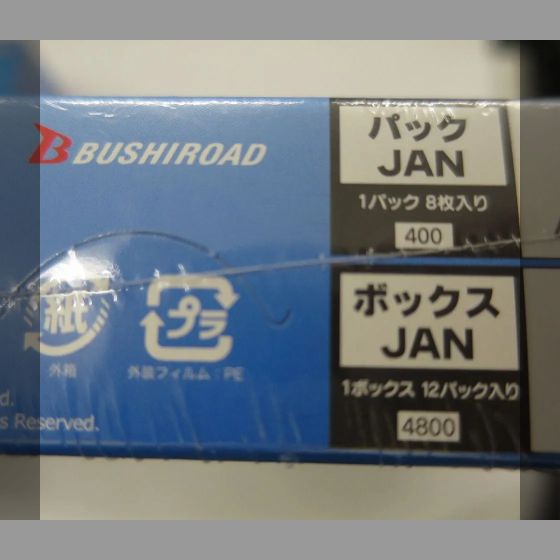 BUSHIROAD
パック
JAN
1パック 8枚入り
400
紙
外箱
プラ
外装フィルム：PE
ボックス
JAN
1ボックス 12パック入り
4800
d.
s Reserved.